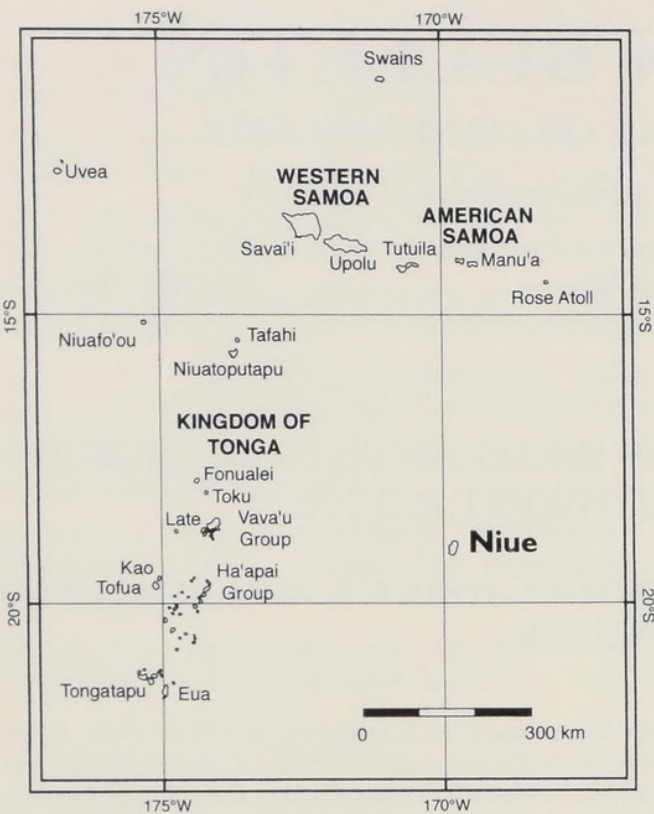 175°W 170°W
Swains
Uvea
WESTERN
SAMOA
AMERICAN
SAMOA
Savai'i
Upolu
Tutuila
Manu'a
Rose Atoll
15°S 15°S
Niuafo'ou
Tafahi
Niuatoputapu
KINGDOM OF
TONGA
Fonualei
Toku
Late
Vava'u
Group
Niue
Kao
Tofua
Ha'apai
Group
20°S 20°S
Tongatapu
Eua
0 300 km
175°W 170°W